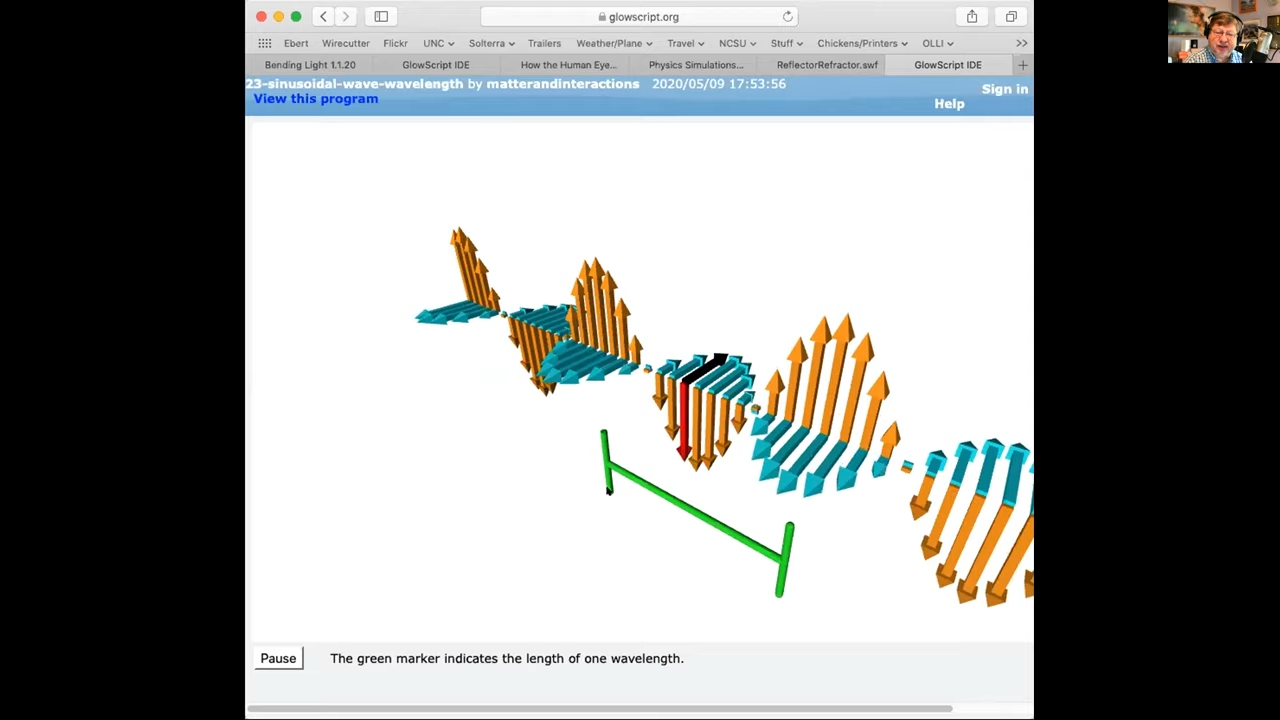 glowscript.org
Ebert Wirecutter Flickr UNC Solterra Trailers Weather/Plane Travel NCSU Stuff Chickens/Printers OLLI
Bending Light 1.1.20 GlowScript IDE How the Human Eye... Physics Simulations... ReflectorRefractor.swf GlowScript IDE
23-sinusoidal-wave-wavelength by matterandinteractions 2020/05/09 17:53:56 Sign in
View this program Help
Pause The green marker indicates the length of one wavelength.